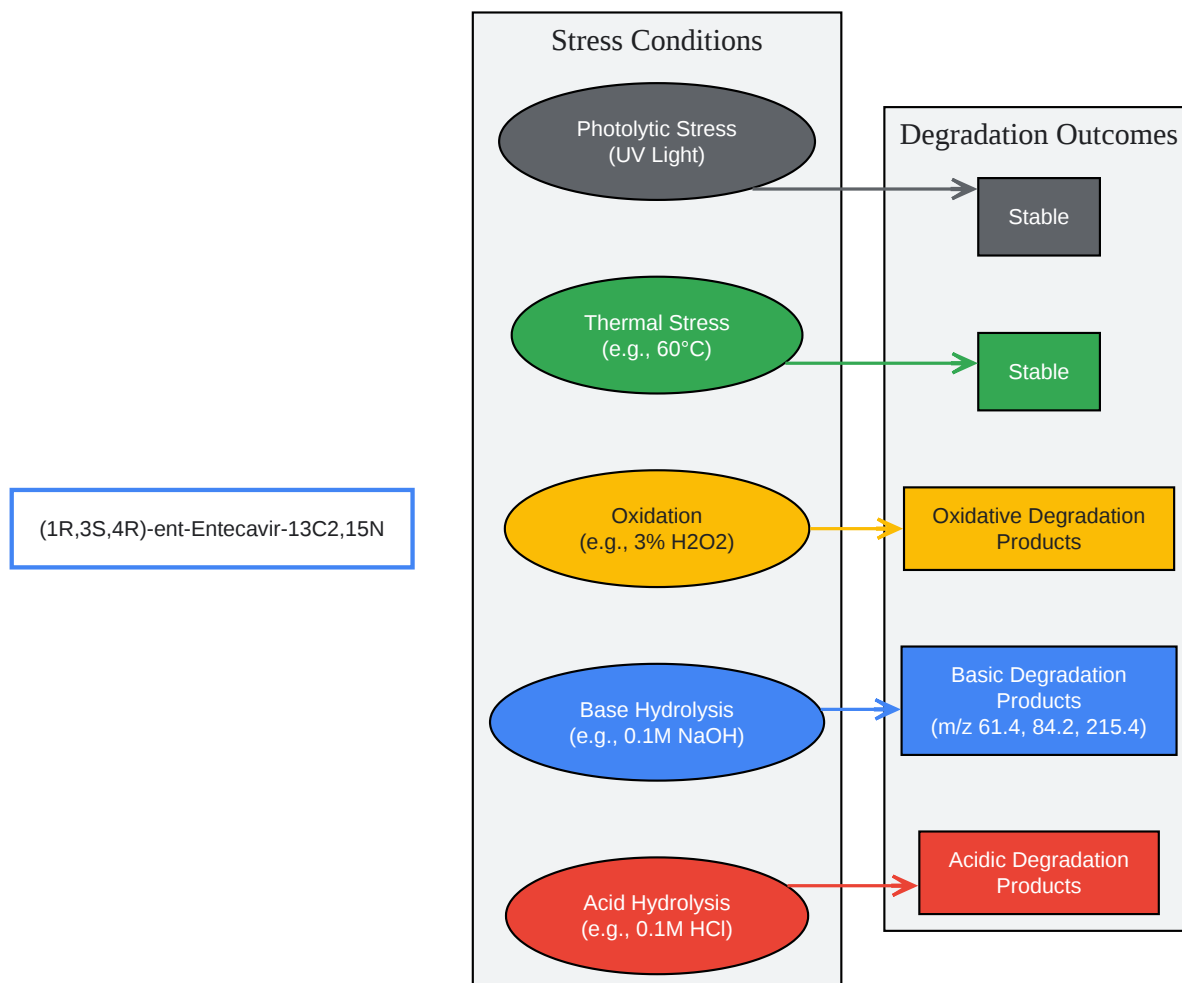 Stress Conditions
Photolytic Stress
(UV Light)
Degradation Outcomes
Stable
Thermal Stress
(e.g., 60°C)
Stable
(1R,3S,4R)-ent-Entecavir-13C2,15N
Oxidation
(e.g., 3% H2O2)
Oxidative Degradation
Products
Base Hydrolysis
(e.g., 0.1M NaOH)
Basic Degradation
Products
(m/z 61.4, 84.2, 215.4)
Acid Hydrolysis
(e.g., 0.1M HCl)
Acidic Degradation
Products